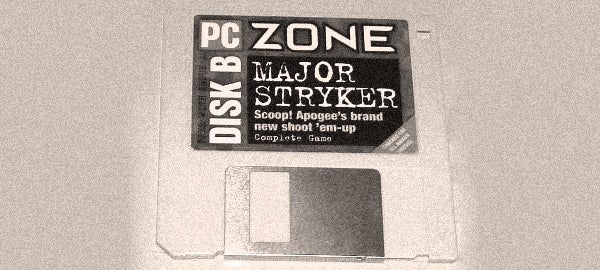 PC ZONE
DISK B
MAJOR
STRYKER
Scoop! Apogee's brand
new shoot 'em-up
Complete Game